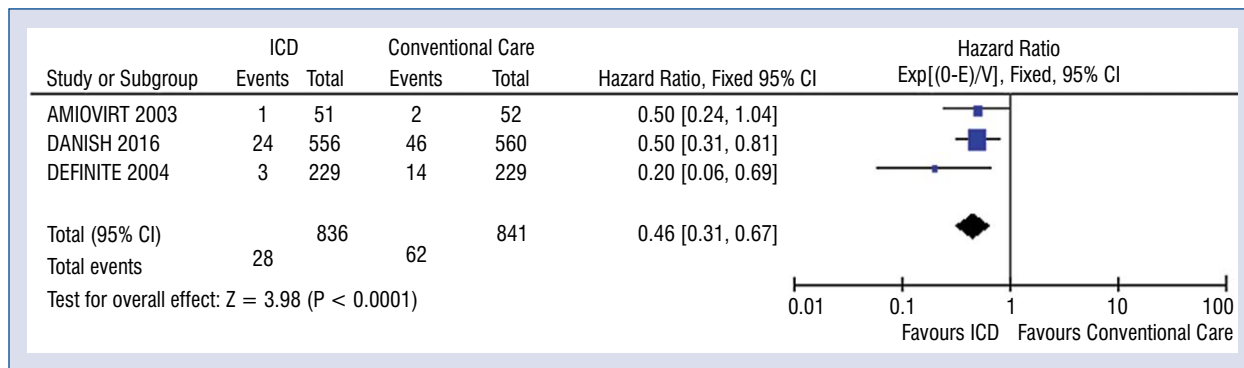 ICD Conventional Care Hazard Ratio
Study or Subgroup Events Total Events Total Hazard Ratio, Fixed 95% CI Exp[(0-E)/V], Fixed, 95% CI
AMIOVIRT 2003 1 51 2 52 0.50 [0.24, 1.04]
DANISH 2016 24 556 46 560 0.50 [0.31, 0.81]
DEFINITE 2004 3 229 14 229 0.20 [0.06, 0.69]
Total (95% CI) 836 841 0.46 [0.31, 0.67]
Total events 28 62
Test for overall effect: Z = 3.98 (P < 0.0001)
0.01 0.1 1 10 100
Favours ICD Favours Conventional Care